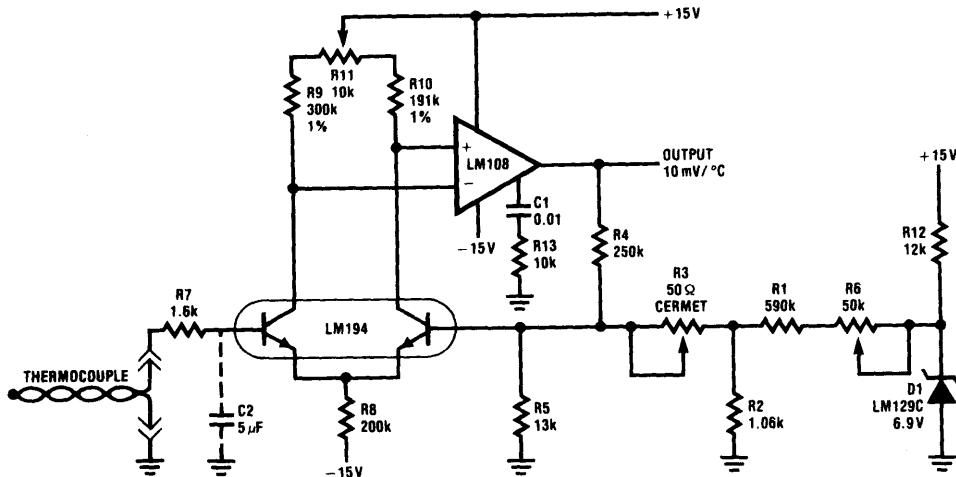 +15V
R11
10k
R9
300k
1%
R10
191k
1%
+
LM108
−
OUTPUT
10 mV/°C
+15V
C1
0.01
−15V
R13
10k
R4
250k
R12
12k
R7
1.6k
R3
50Ω
CERMET
R1
590k
R6
50k
LM194
THERMOCOUPLE
C2
5µF
R8
200k
R5
13k
R2
1.06k
D1
LM129C
6.9V
−15V